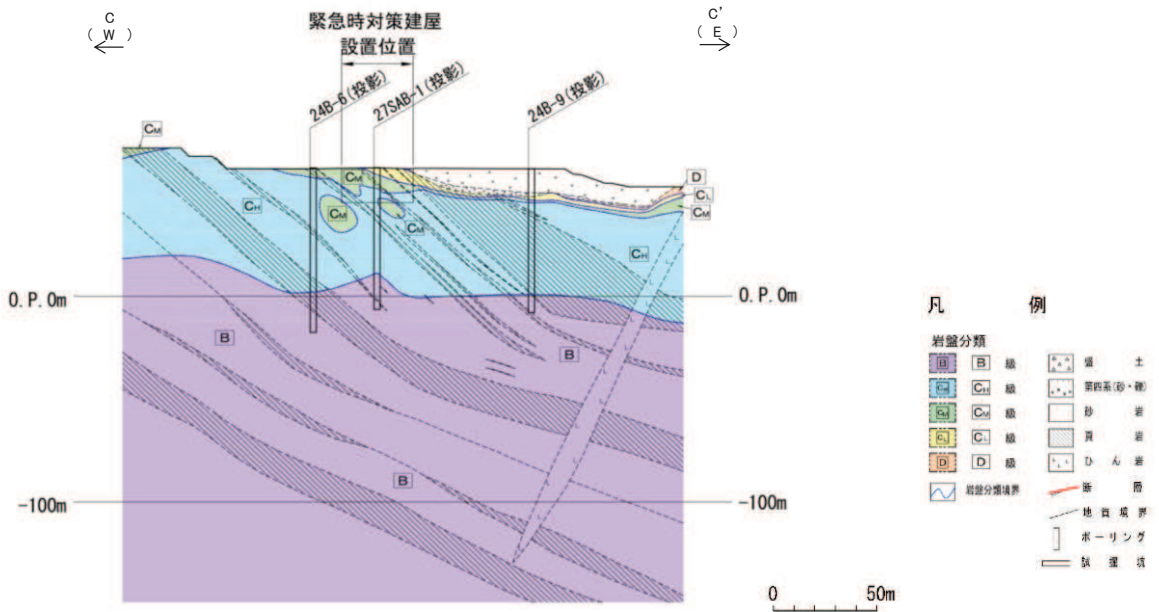 C
( W )
緊急時対策建屋
設置位置
C'
( E )
24B-6(投影)
27SAB-1(投影)
24B-9(投影)
CM
CM
CM
CM
CH
CH
D
CL
CM
O.P.0m
O.P.0m
B
B
B
-100m
-100m
0 50m
凡 例
岩盤分類
B B 級
CH CH 級
CM CM 級
CL CL 級
D D 級
岩盤分類境界
盛 土
第四系(砂・礫)
砂 岩
頁 岩
ひ ん 岩
断 層
地 質 境 界
ボーリング
試 掘 坑